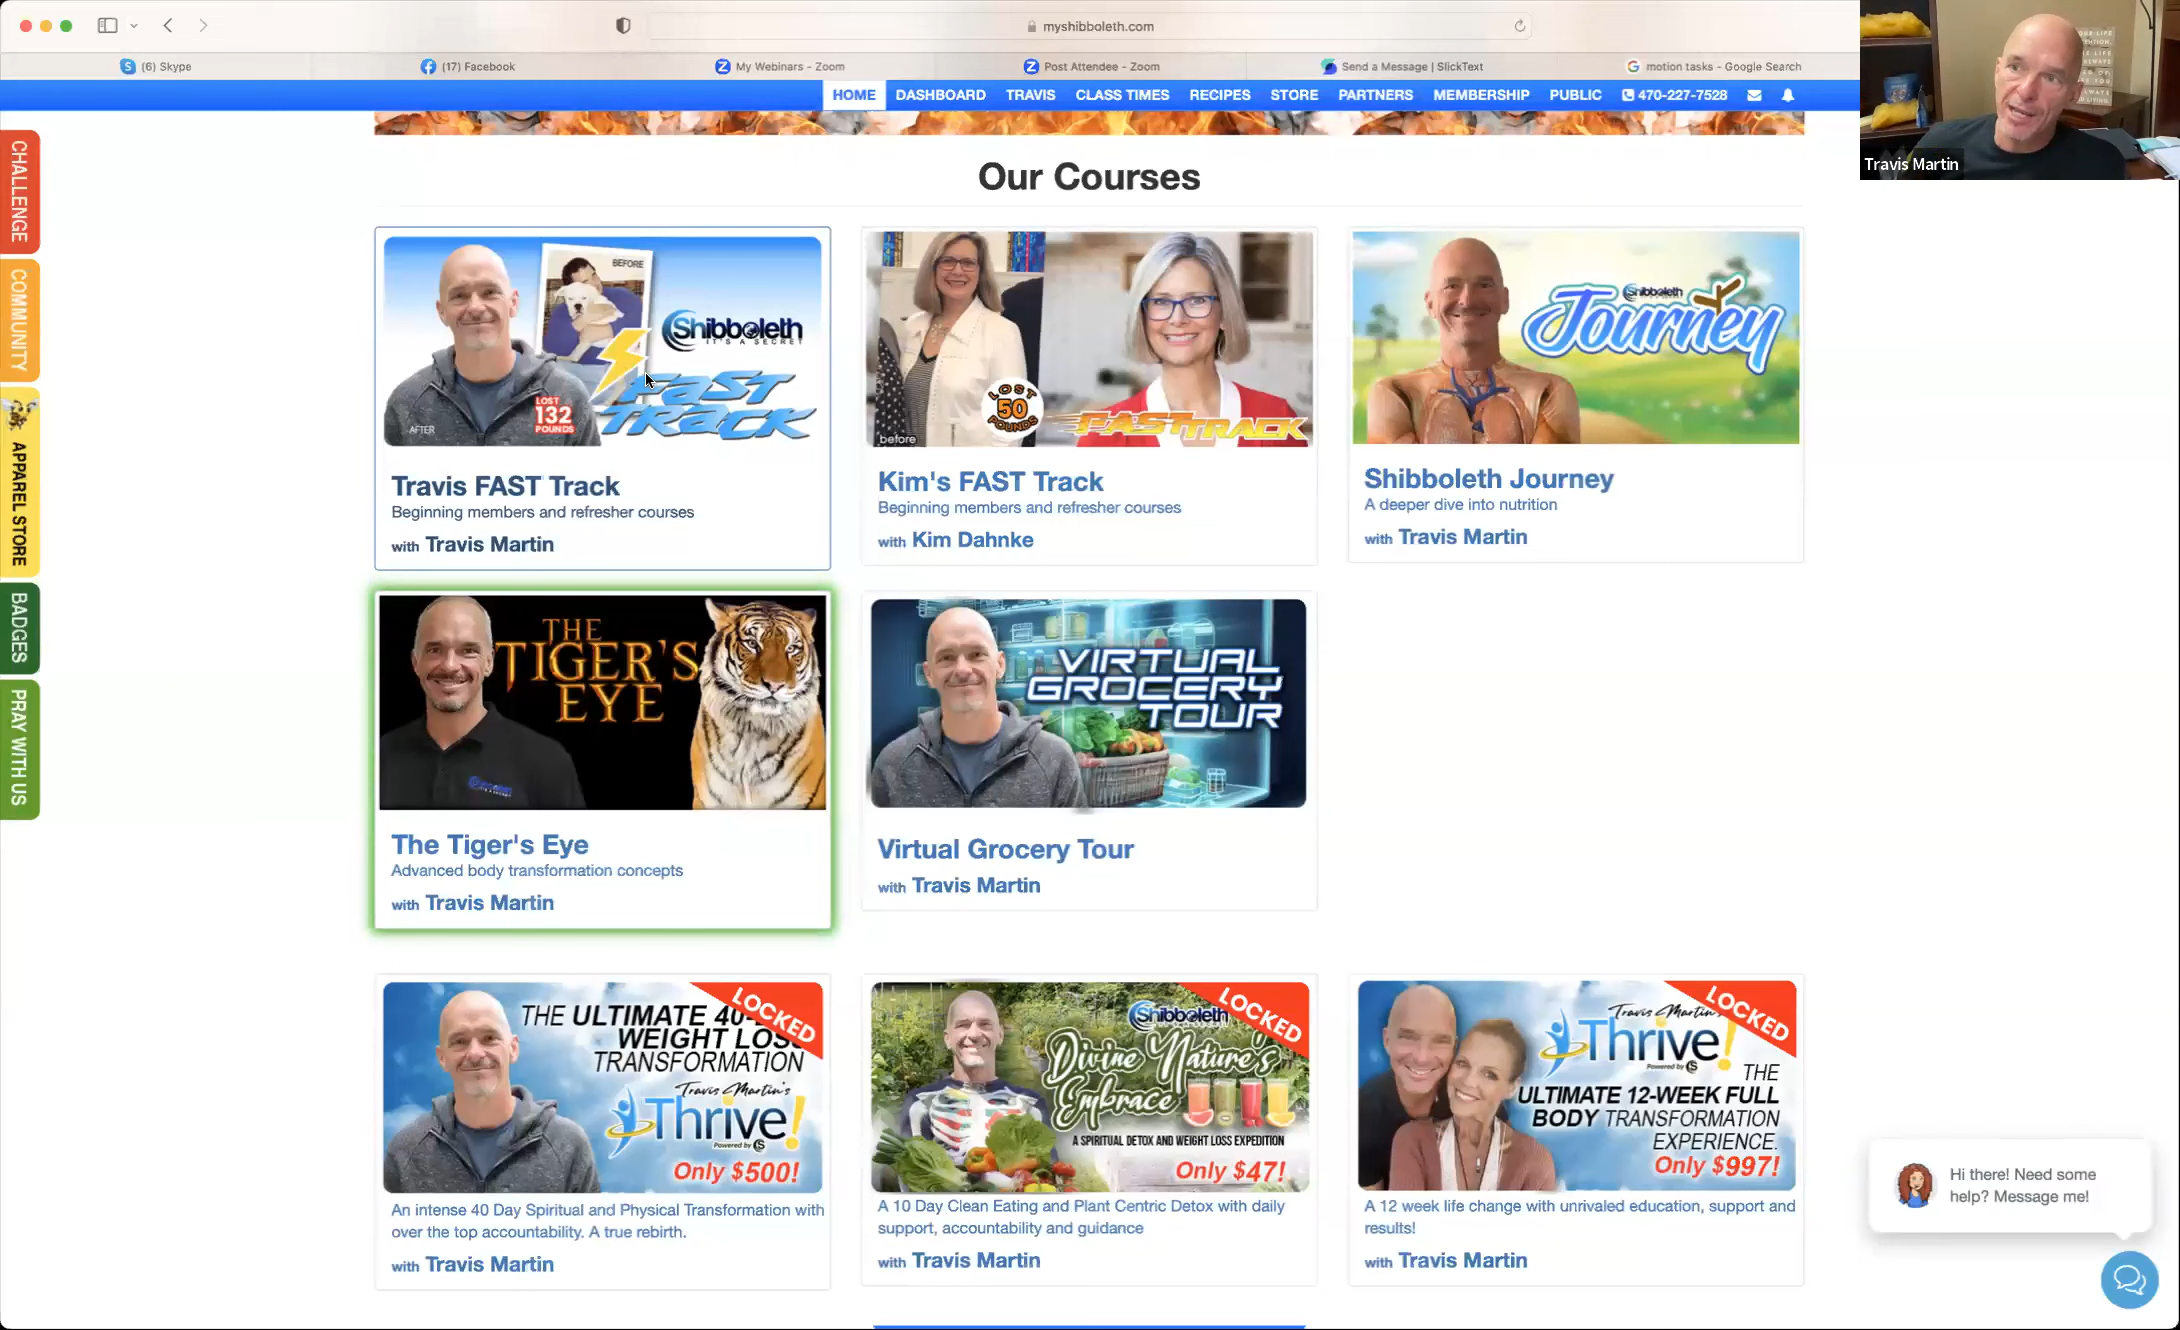 myshibboleth.com
(6) Skype
(17) Facebook
My Webinars - Zoom
Post Attendee - Zoom
Send a Message | SlickText
motion tasks - Google Search
HOME
DASHBOARD
TRAVIS
CLASS TIMES
RECIPES
STORE
PARTNERS
MEMBERSHIP
PUBLIC
470-227-7528
Travis Martin
CHALLENGE
COMMUNITY
APPAREL STORE
BADGES
PRAY WITH US
Our Courses
BEFORE
Shibboleth
IT'S A SECRET
FAST
TRACK
LOST
132
POUNDS
AFTER
Travis FAST Track
Beginning members and refresher courses
with Travis Martin
LOST
50
POUNDS
FAST TRACK
before
Kim's FAST Track
Beginning members and refresher courses
with Kim Dahnke
Shibboleth
Journey
Shibboleth Journey
A deeper dive into nutrition
with Travis Martin
THE
TIGER'S
EYE
The Tiger's Eye
Advanced body transformation concepts
with Travis Martin
VIRTUAL
GROCERY
TOUR
Virtual Grocery Tour
with Travis Martin
LOCKED
THE ULTIMATE 40-
WEIGHT LOSS
TRANSFORMATION
Travis Martin's
Thrive!
Powered by S
Only $500!
An intense 40 Day Spiritual and Physical Transformation with
over the top accountability. A true rebirth.
with Travis Martin
LOCKED
Shibboleth
Divine Nature's
Embrace
A SPIRITUAL DETOX AND WEIGHT LOSS EXPEDITION
Only $47!
A 10 Day Clean Eating and Plant Centric Detox with daily
support, accountability and guidance
with Travis Martin
LOCKED
Travis Martin's
Thrive!
Powered by S
THE
ULTIMATE 12-WEEK FULL
BODY TRANSFORMATION
EXPERIENCE.
Only $997!
A 12 week life change with unrivaled education, support and
results!
with Travis Martin
Hi there! Need some
help? Message me!